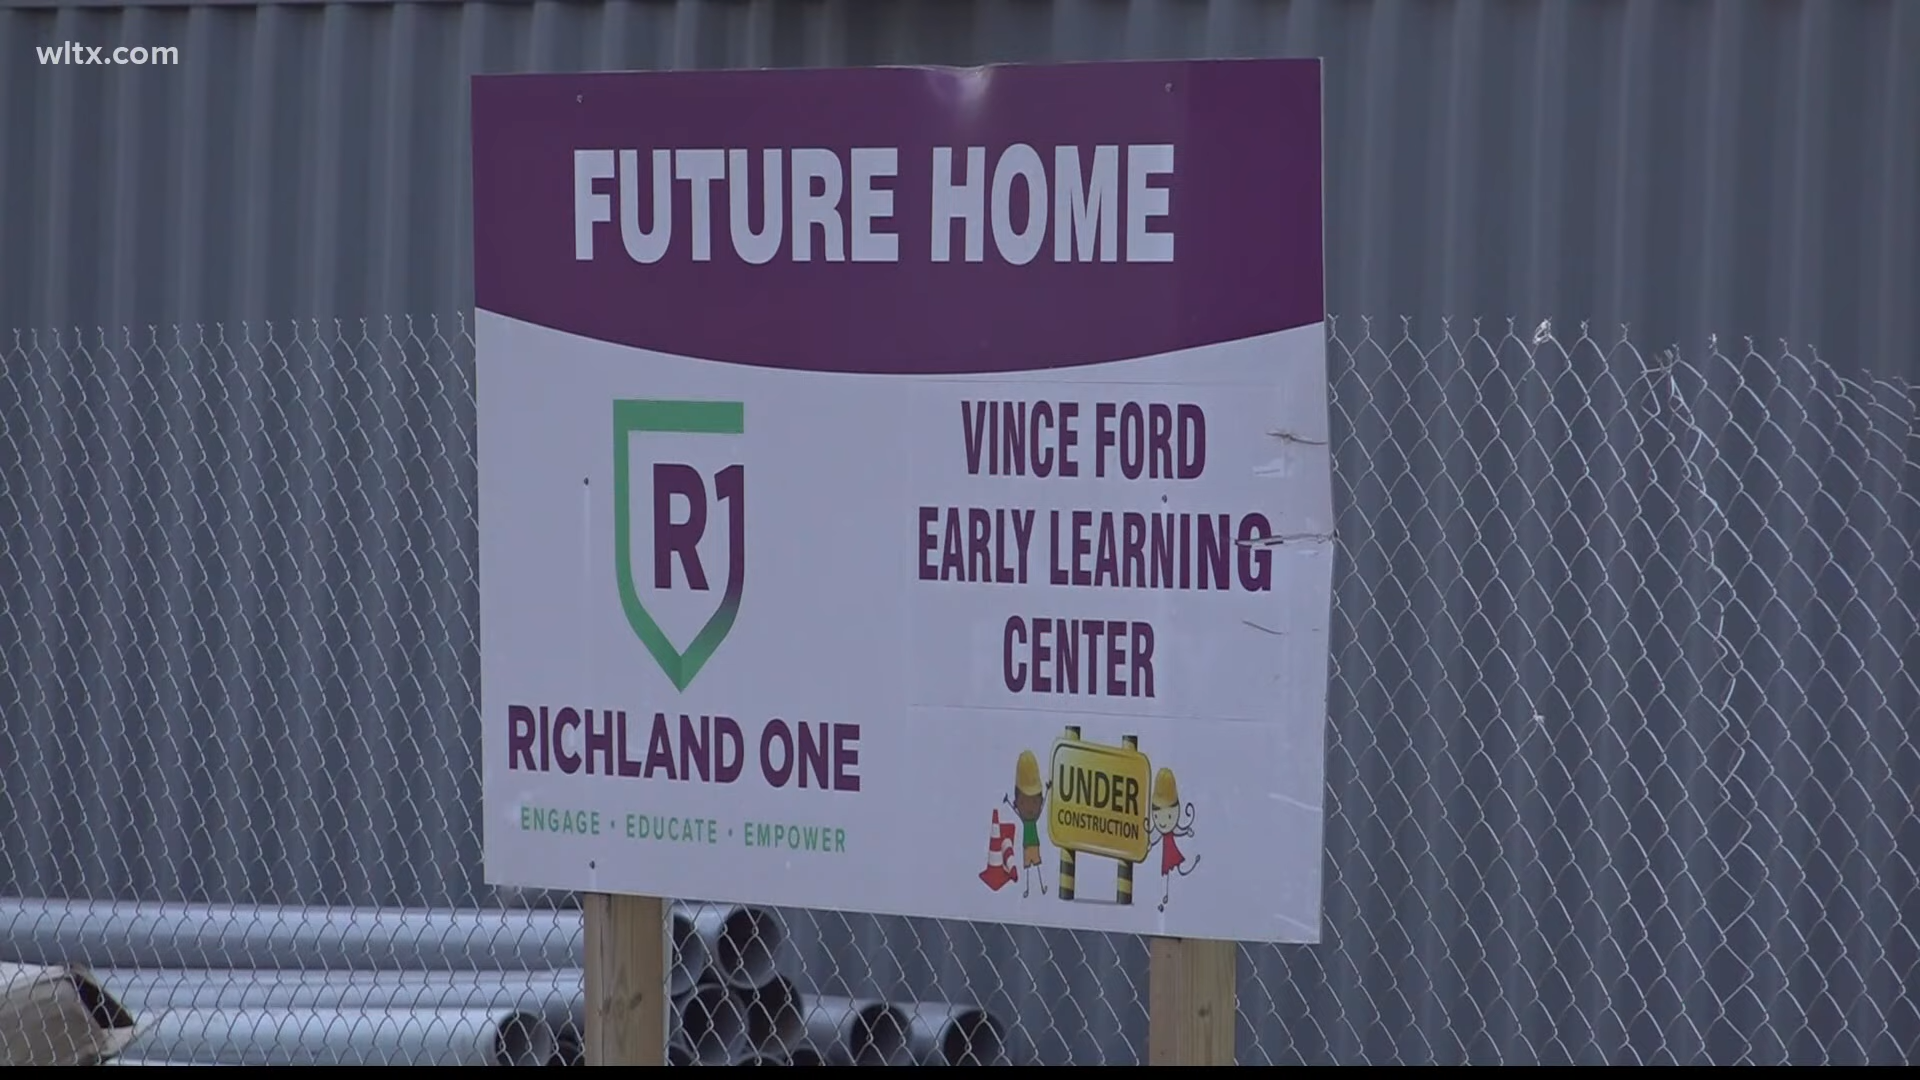 wltx.com
FUTURE HOME
R1
RICHLAND ONE
ENGAGE · EDUCATE · EMPOWER
VINCE FORD
EARLY LEARNING
CENTER
UNDER
CONSTRUCTION